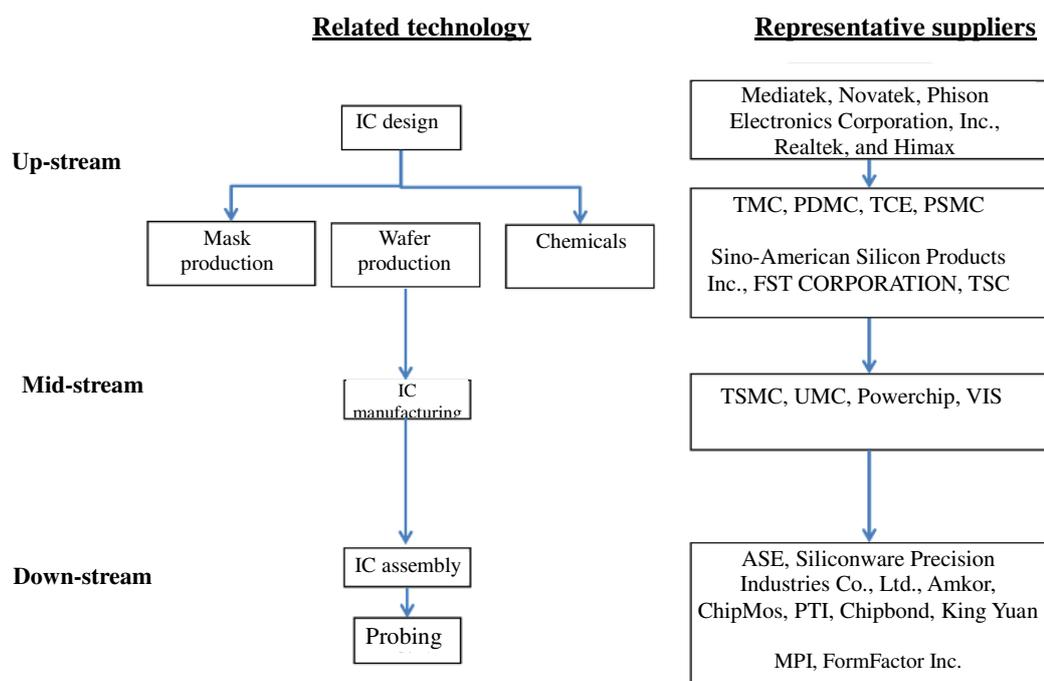 Related technology
Representative suppliers
Up-stream
IC design
Mask
production
Wafer
production
Chemicals
Mediatek, Novatek, Phison
Electronics Corporation, Inc.,
Realtek, and Himax
TMC, PDMC, TCE, PSMC
Sino-American Silicon Products
Inc., FST CORPORATION, TSC
Mid-stream
IC
manufacturing
TSMC, UMC, Powerchip, VIS
Down-stream
IC assembly
Probing
ASE, Siliconware Precision
Industries Co., Ltd., Amkor,
ChipMos, PTI, Chipbond, King Yuan
MPI, FormFactor Inc.